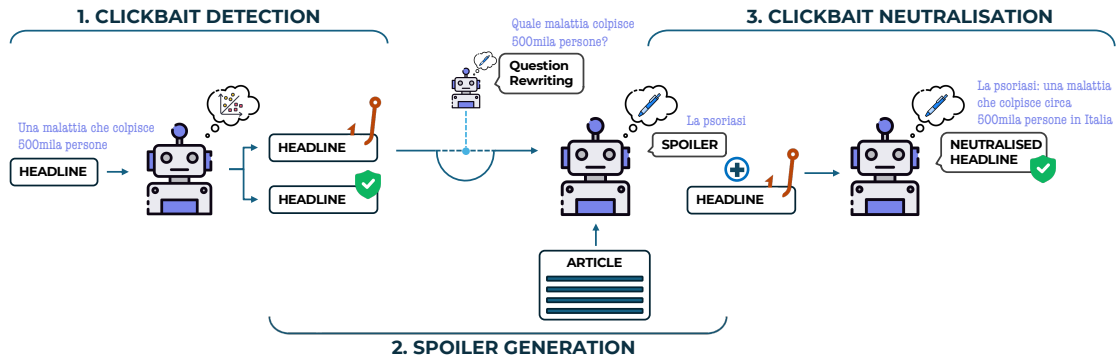 1. CLICKBAIT DETECTION
3. CLICKBAIT NEUTRALISATION
Quale malattia colpisce
500mila persone?
Question
Rewriting
Una malattia che colpisce
500mila persone
HEADLINE
HEADLINE
HEADLINE
La psoriasi
SPOILER
HEADLINE
La psoriasi: una malattia
che colpisce circa
500mila persone in Italia
NEUTRALISED
HEADLINE
ARTICLE
2. SPOILER GENERATION